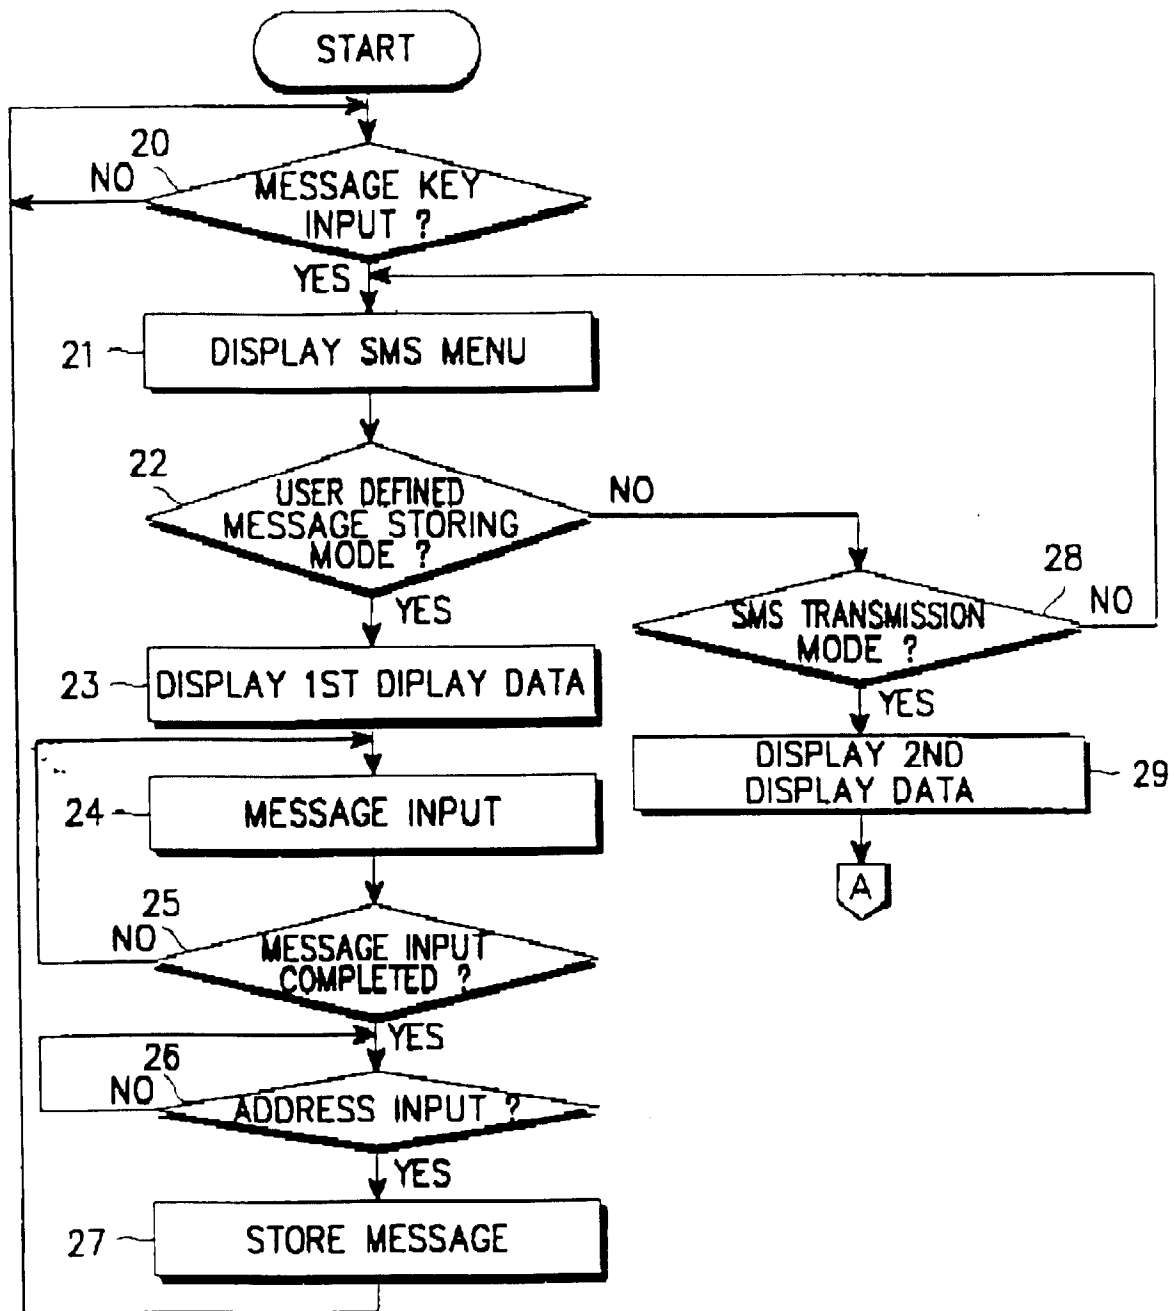 START
20
NO
MESSAGE KEY
INPUT ?
YES
21
DISPLAY SMS MENU
22
USER DEFINED
MESSAGE STORING
MODE ?
NO
YES
28
SMS TRANSMISSION
MODE ?
NO
YES
23
DISPLAY 1ST DIPLAY DATA
DISPLAY 2ND
DISPLAY DATA
29
24
MESSAGE INPUT
A
25
NO
MESSAGE INPUT
COMPLETED ?
YES
26
NO
ADDRESS INPUT ?
YES
27
STORE MESSAGE